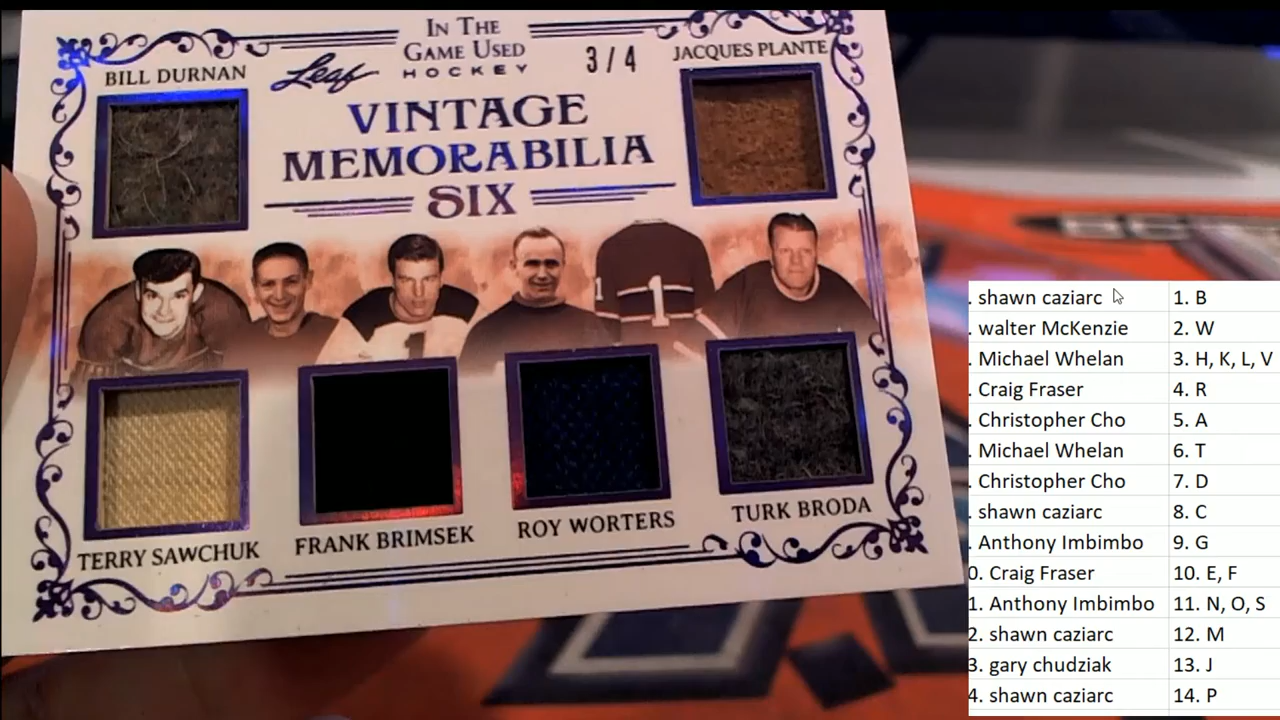 IN THE
GAME USED
HOCKEY
Leaf
3/4
BILL DURNAN
JACQUES PLANTE
VINTAGE
MEMORABILIA
SIX
1
1
1
TERRY SAWCHUK
FRANK BRIMSEK
ROY WORTERS
TURK BRODA
. shawn caziarc 1. B
. walter McKenzie 2. W
. Michael Whelan 3. H, K, L, V
. Craig Fraser 4. R
. Christopher Cho 5. A
. Michael Whelan 6. T
. Christopher Cho 7. D
. shawn caziarc 8. C
. Anthony Imbimbo 9. G
0. Craig Fraser 10. E, F
1. Anthony Imbimbo 11. N, O, S
2. shawn caziarc 12. M
3. gary chudziak 13. J
4. shawn caziarc 14. P